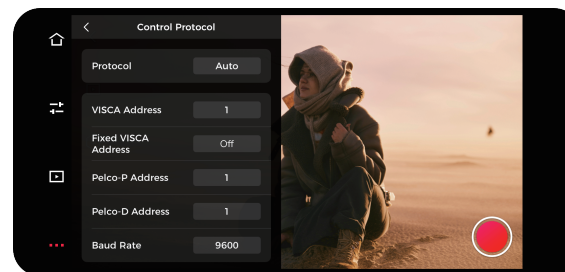 Control Protocol
Protocol Auto
VISCA Address 1
Fixed VISCA
Address Off
Pelco-P Address 1
Pelco-D Address 1
Baud Rate 9600